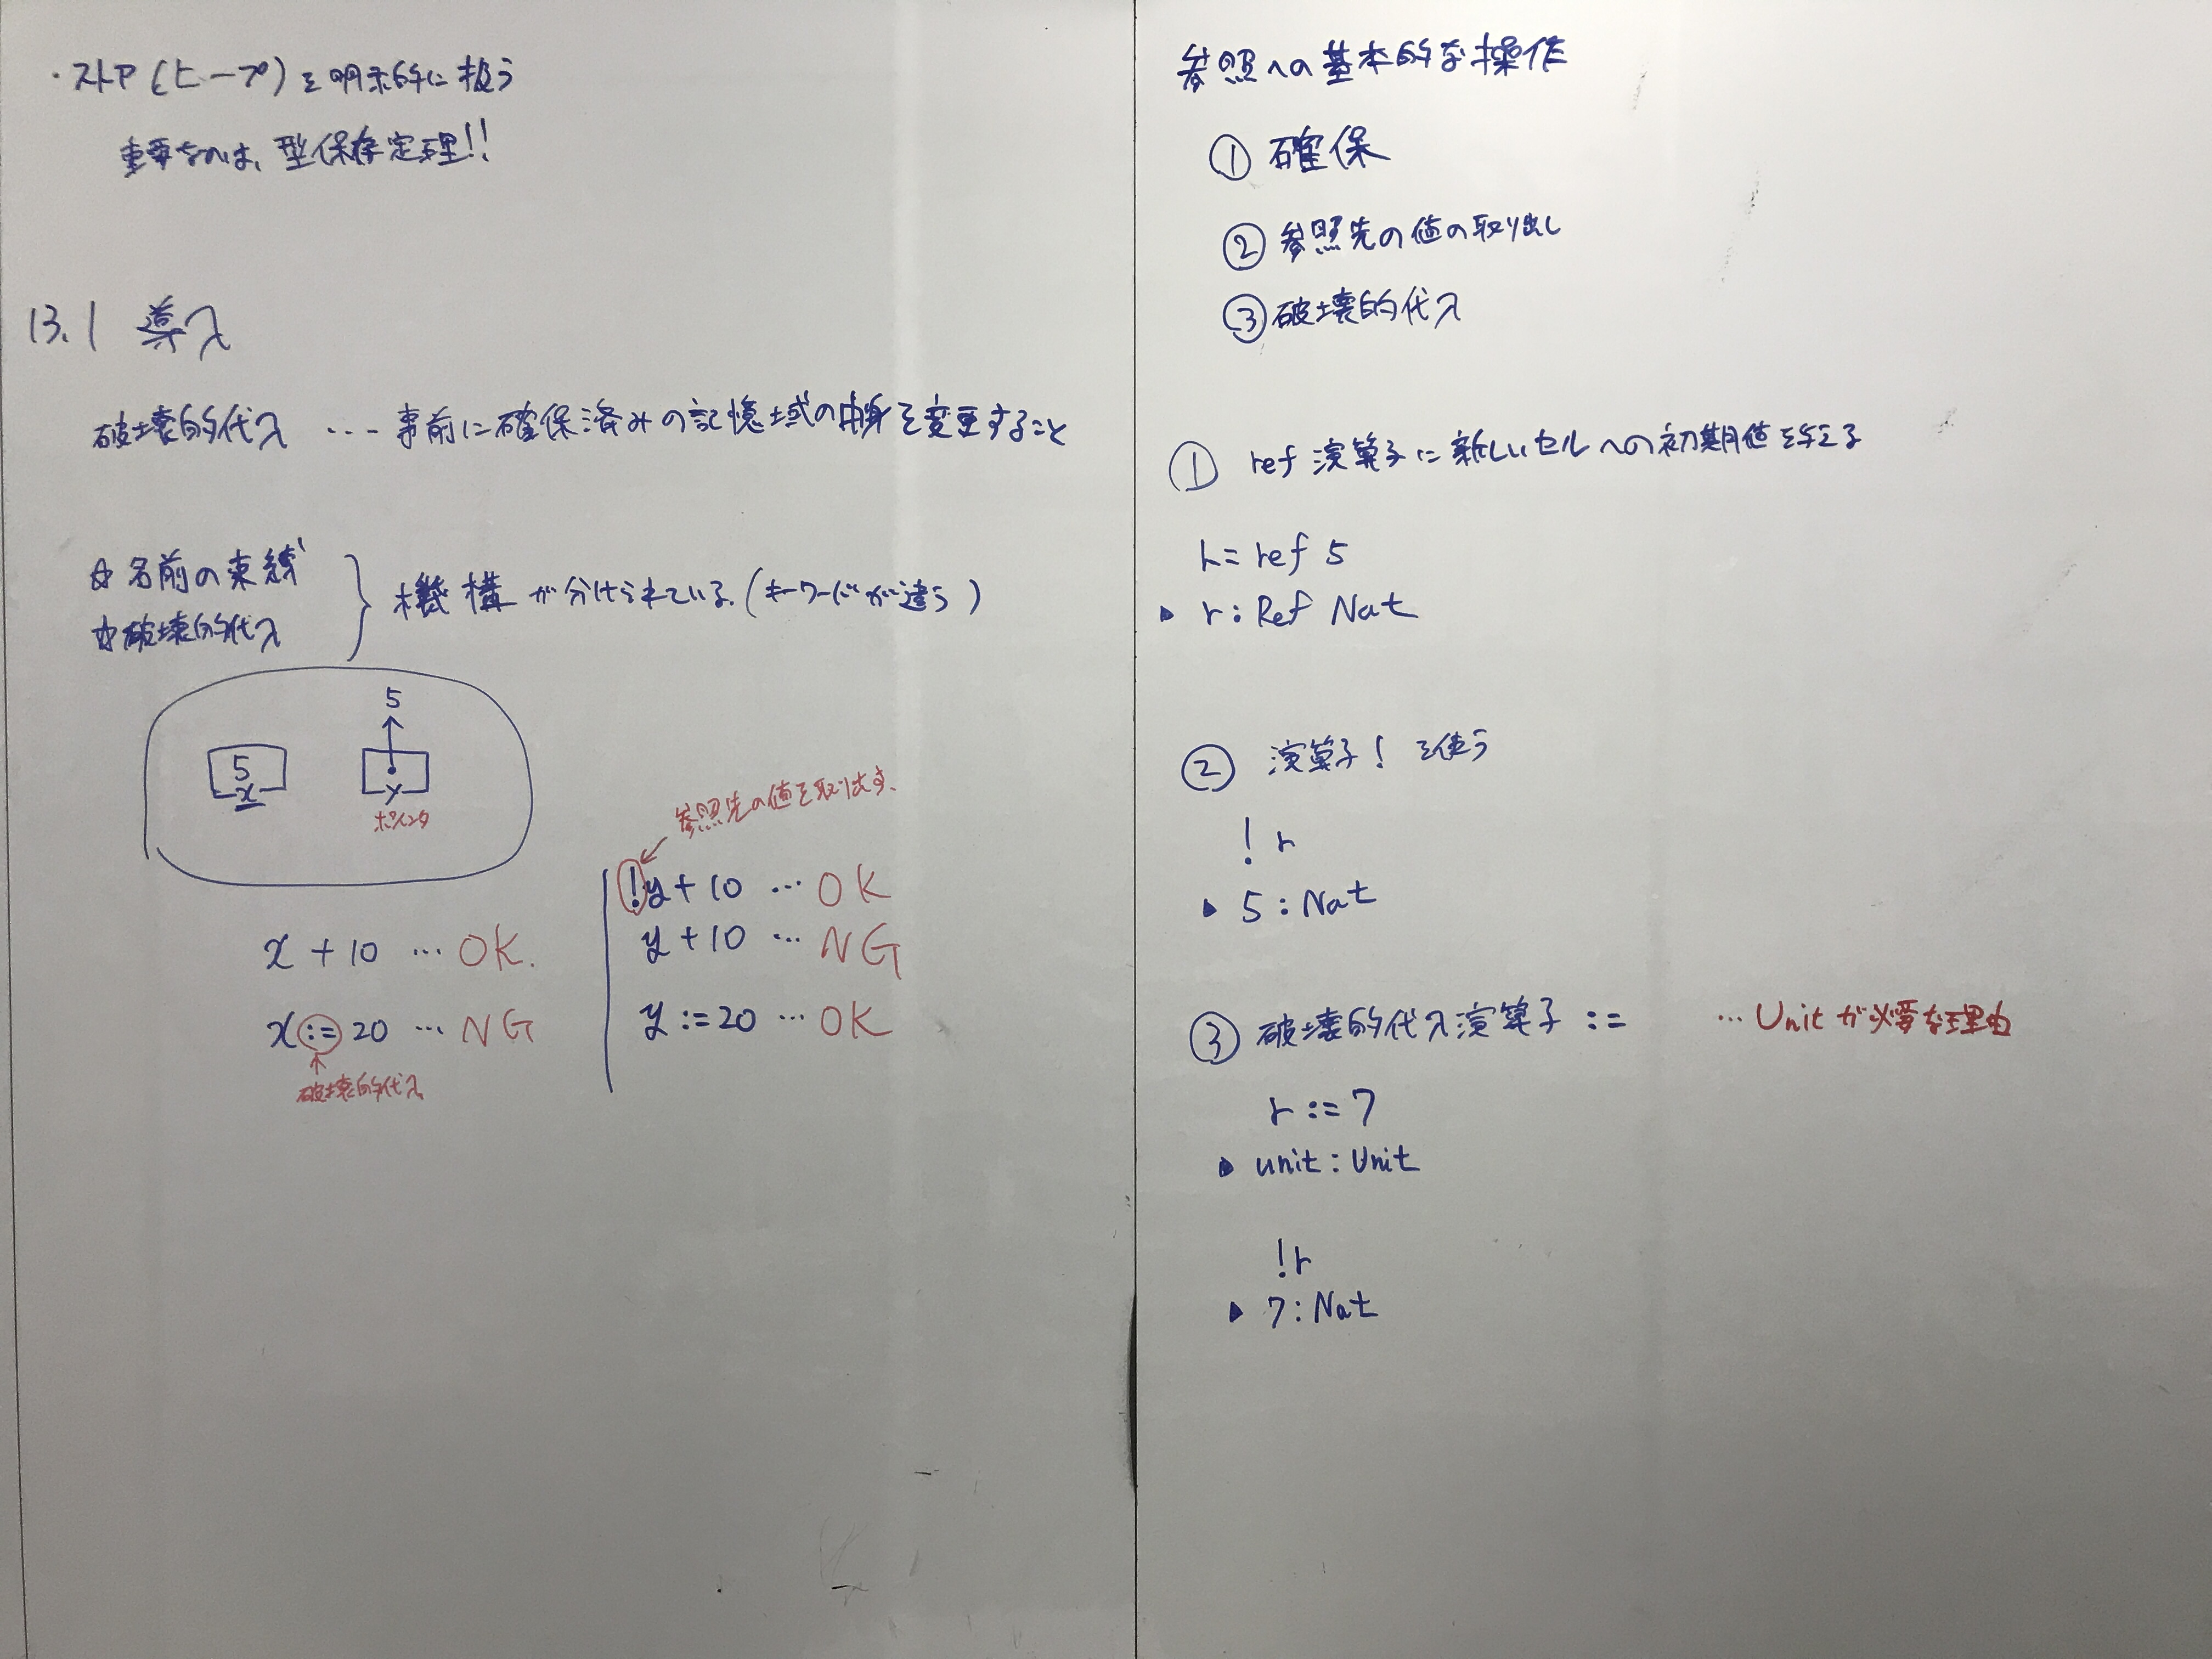 ・ストア(ヒープ)を明示的に扱う
重要なのは、型保存定理!!
13.1 導入
破壊的代入 … 事前に確保済みの記憶域の中身を変更すること
☆名前の束縛
☆破壊的代入
機構が分けられている.(キーワードが違う)
5
x
5
y
ポインタ
x + 10 … OK.
x := 20 … NG
破壊的代入
参照先の値を取り出す.
!y + 10 … OK
y + 10 … NG
y := 20 … OK
参照への基本的な操作
① 確保
② 参照先の値の取り出し
③ 破壊的代入
① ref 演算子に新しいセルへの初期値を与える
r = ref 5
▸ r : Ref Nat
② 演算子 ! を使う
! r
▸ 5 : Nat
③ 破壊的代入演算子 := … Unit が必要な理由
r := 7
▸ unit : Unit
!r
▸ 7 : Nat